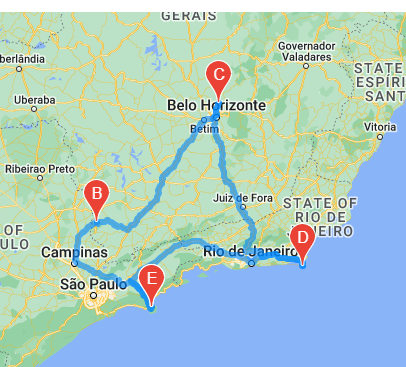 GERAIS
berlândia
Governador
Valadares
C
STATE
ESPÍRI
SANT
Uberaba
Belo Horizonte
Betim
Vitoria
Ribeirao Preto
B
Juiz de Fora
STATE OF
RIO DE
JANEIRO
OF
ULO
Campinas
Rio de Janeiro
D
E
São Paulo